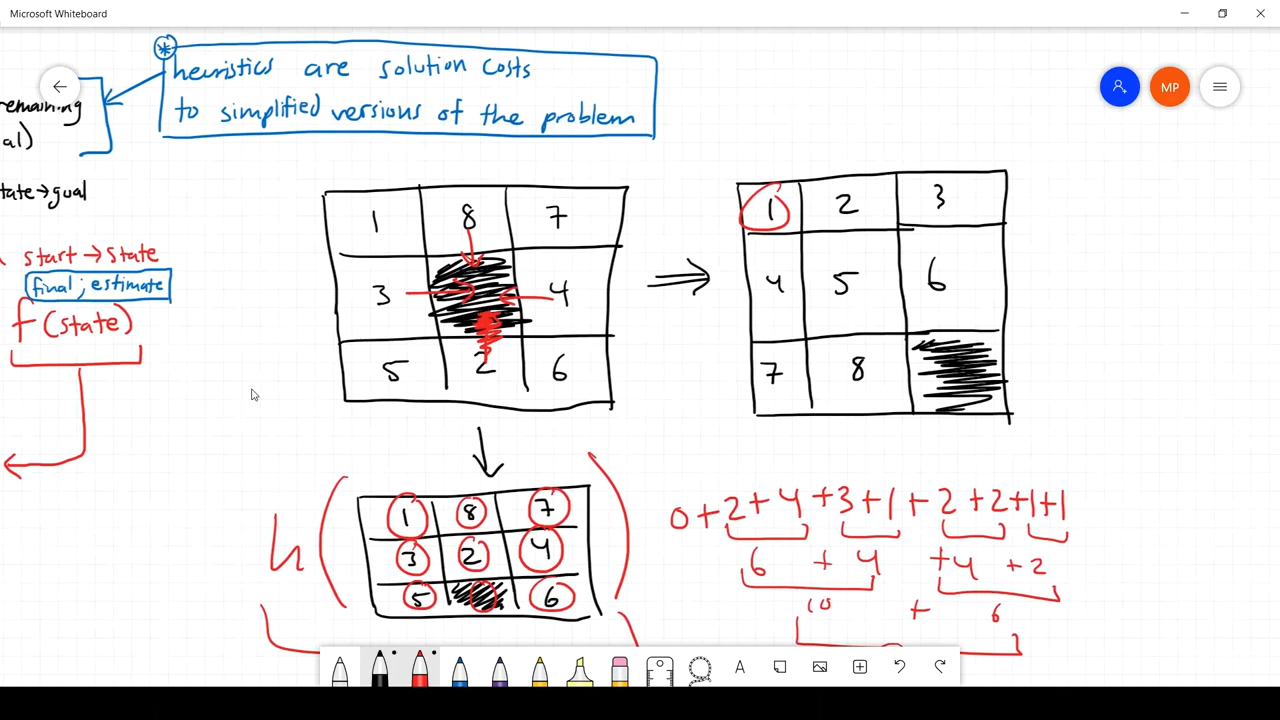 Microsoft Whiteboard
MP
heuristics are solution costs
to simplified versions of the problem
remaining
al)
tate→goal
start → state
final ; estimate
f(state)
1 8 7
3 4
5 2 6
⇒
1 2 3
4 5 6
7 8
h(
1 8 7
3 2 4
5 6
)
0+2+4+3+1+2+2+1+1
6 + 4 +4 +2
10 + 6